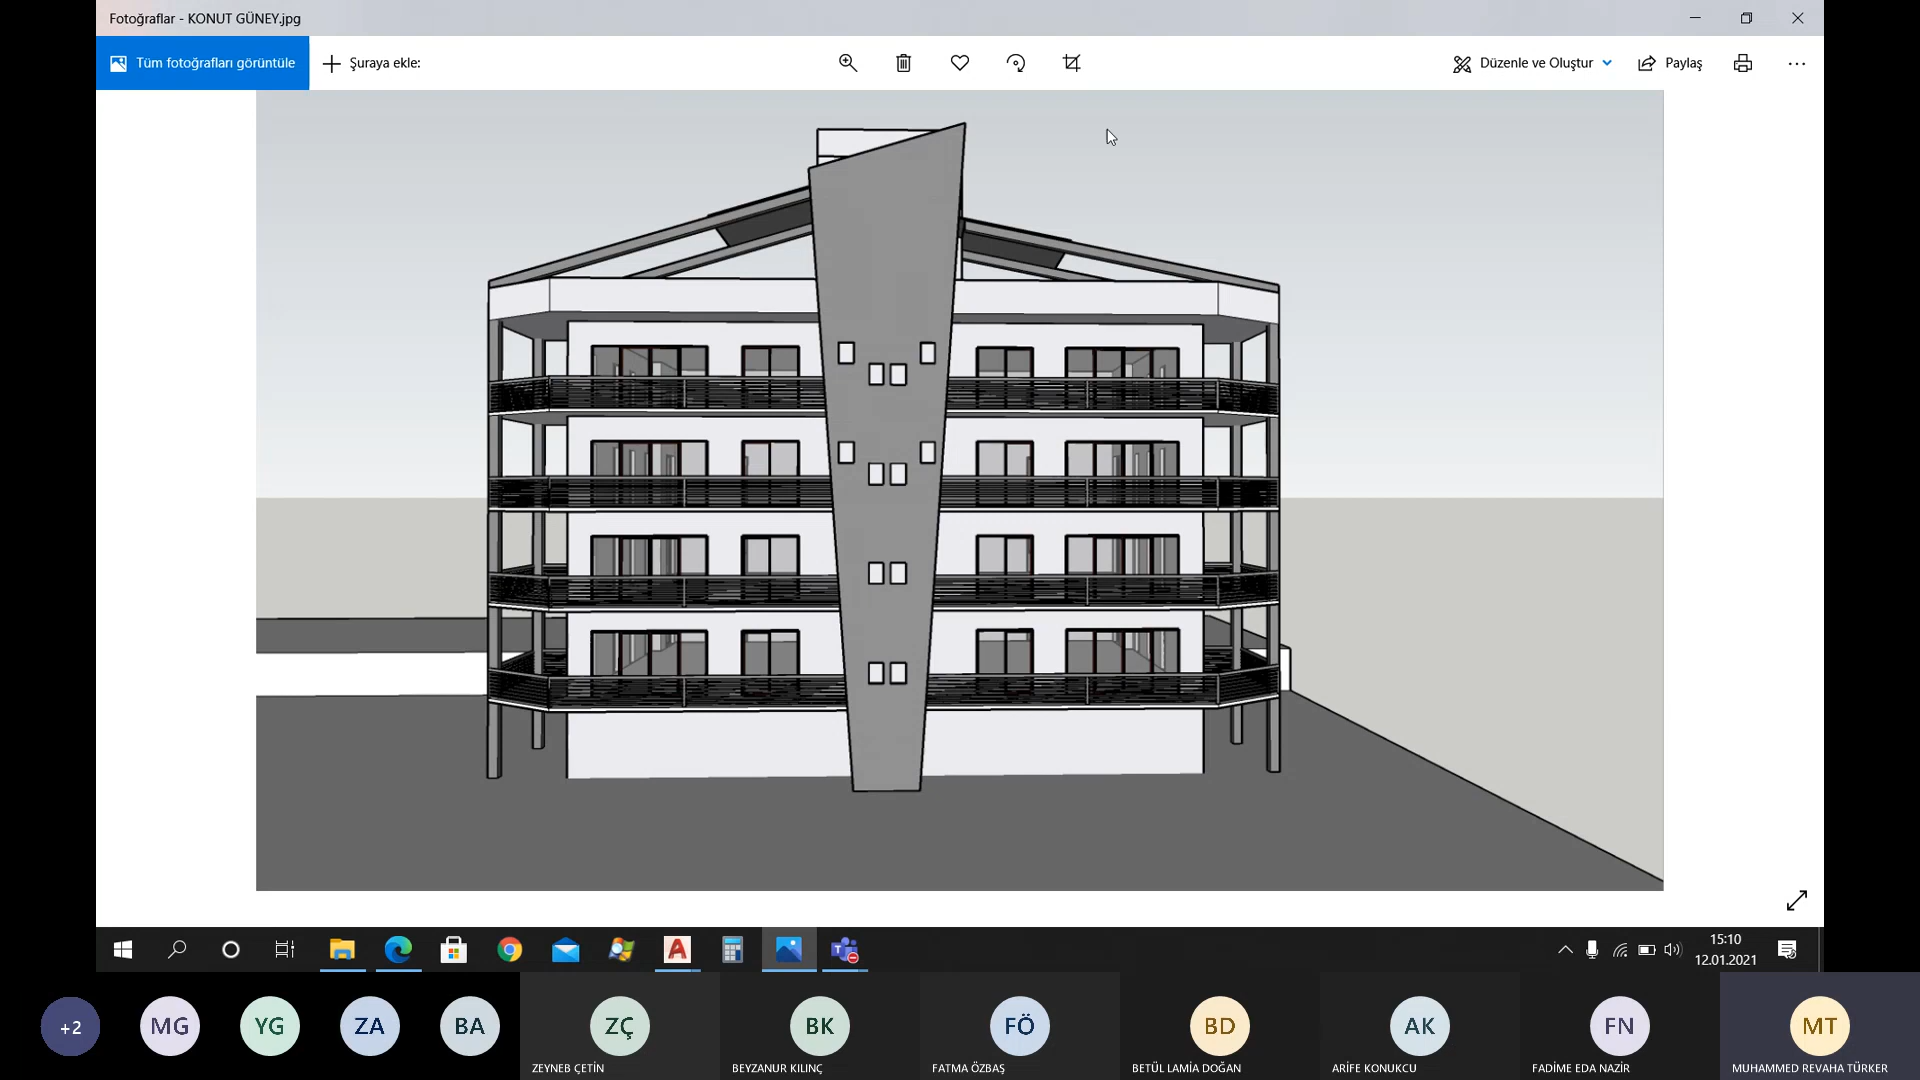 Fotoğraflar - KONUT GÜNEY.jpg
Tüm fotoğrafları görüntüle
Şuraya ekle:
Düzenle ve Oluştur
Paylaş
15:10
12.01.2021
+2
MG
YG
ZA
BA
ZÇ
BK
FÖ
BD
AK
FN
MT
ZEYNEB ÇETİN
BEYZANUR KILINÇ
FATMA ÖZBAŞ
BETÜL LAMİA DOĞAN
ARİFE KONUKCU
FADİME EDA NAZİR
MUHAMMED REVAHA TÜRKER